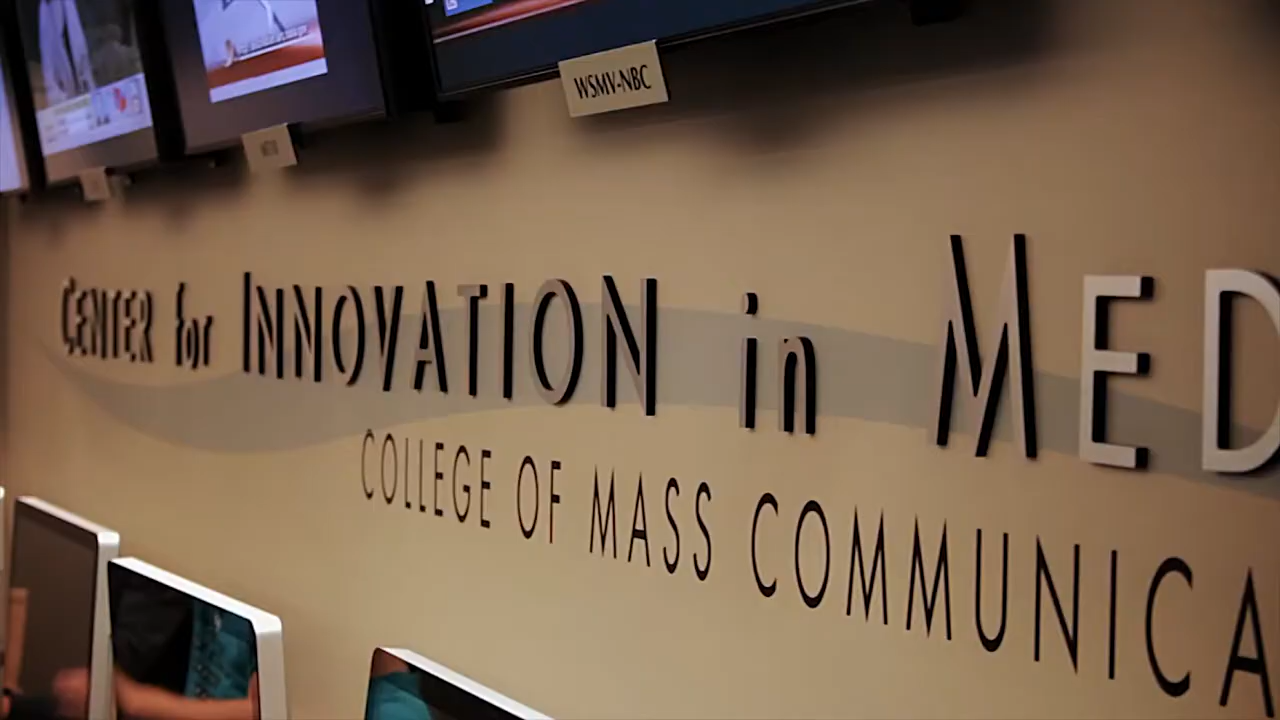 WSMV-NBC
CENTER for INNOVATION in MED
COLLEGE OF MASS COMMUNICA